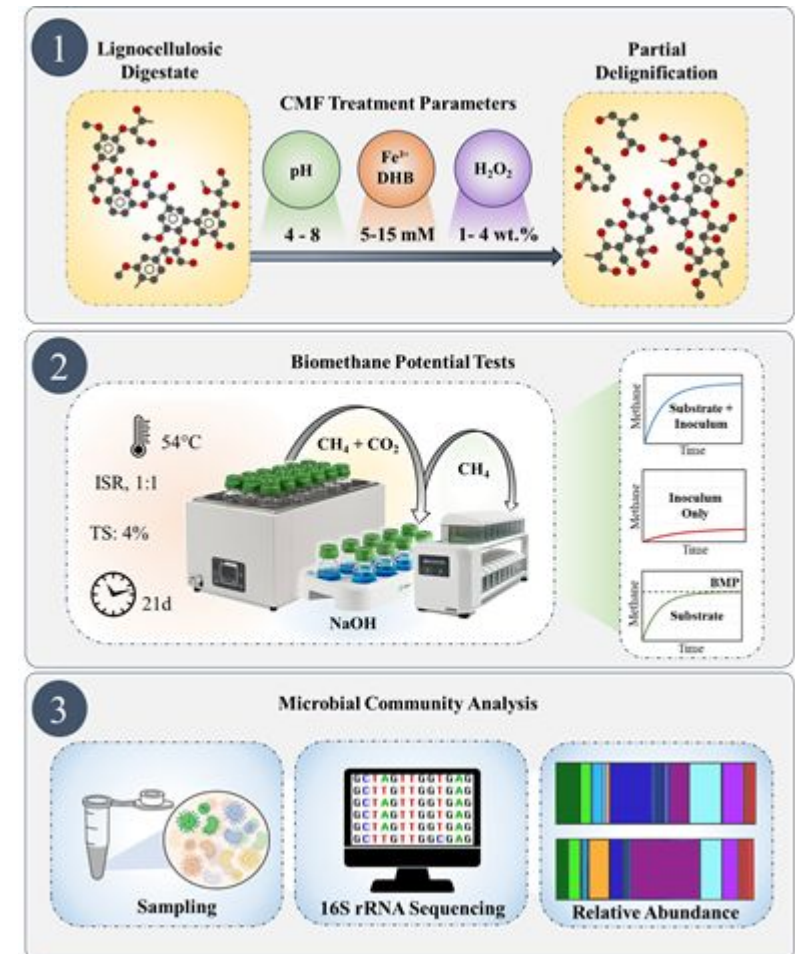 1
Lignocellulosic
Digestate
Partial
Delignification
CMF Treatment Parameters
pH
Fe³⁺
DHB
H₂O₂
4 - 8
5-15 mM
1- 4 wt.%
2
Biomethane Potential Tests
54°C
ISR, 1:1
TS: 4%
21d
CH₄ + CO₂
CH₄
NaOH
Methane
Substrate +
Inoculum
Time
Methane
Inoculum
Only
Time
Methane
BMP
Substrate
Time
3
Microbial Community Analysis
Sampling
GCTAGTTGGTGAG
GCTTGTTGGTGAG
GCTAGTTGGTGAG
GCTAGTTGGTGAG
GCTAGTTGGTGAG
GCTTGTTGGCGAG
16S rRNA Sequencing
Relative Abundance